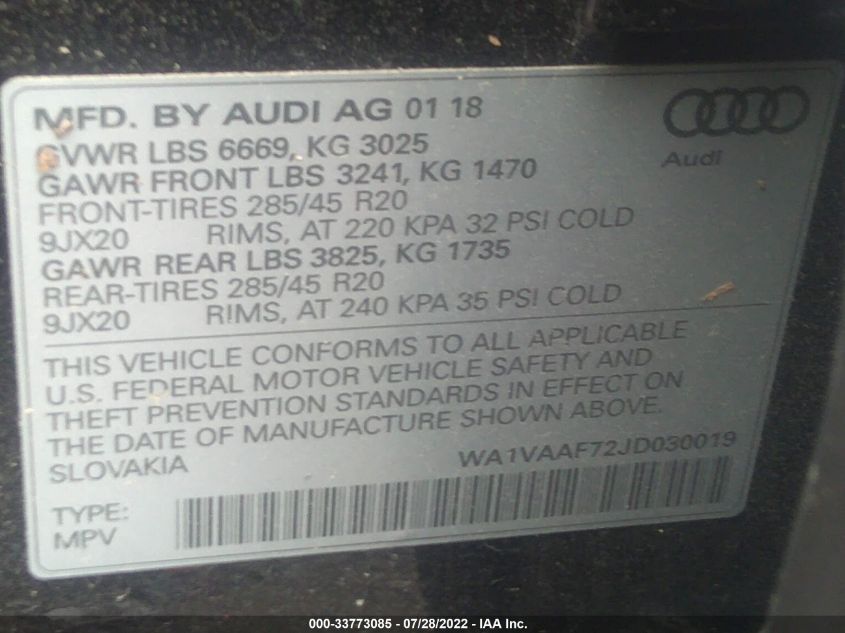 MFD. BY AUDI AG 01 18
GVWR LBS 6669, KG 3025
GAWR FRONT LBS 3241, KG 1470
FRONT-TIRES 285/45 R20
9JX20 RIMS, AT 220 KPA 32 PSI COLD
GAWR REAR LBS 3825, KG 1735
REAR-TIRES 285/45 R20
9JX20 RIMS, AT 240 KPA 35 PSI COLD
Audi
THIS VEHICLE CONFORMS TO ALL APPLICABLE
U.S. FEDERAL MOTOR VEHICLE SAFETY AND
THEFT PREVENTION STANDARDS IN EFFECT ON
THE DATE OF MANUFACTURE SHOWN ABOVE.
SLOVAKIA WA1VAAF72JD030019
TYPE:
MPV
000-33773085 - 07/28/2022 - IAA Inc.